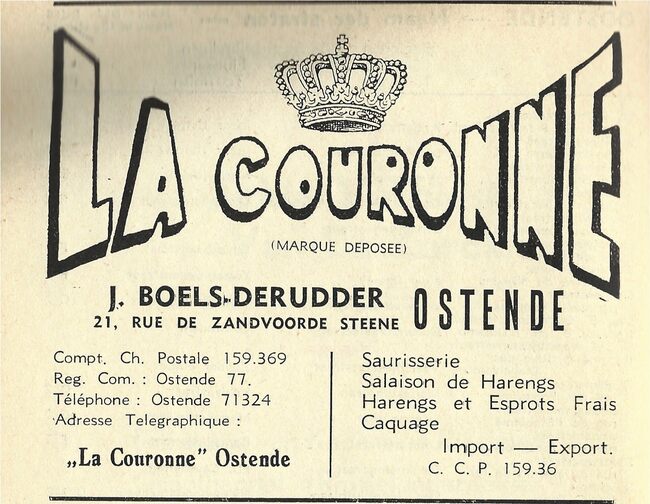 LA COURONNE
(MARQUE DEPOSEE)
J. BOELS-DERUDDER OSTENDE
21, RUE DE ZANDVOORDE STEENE
Compt. Ch. Postale 159.369
Reg. Com. : Ostende 77.
Téléphone : Ostende 71324
Adresse Telegraphique :
„La Couronne" Ostende
Saurisserie
Salaison de Harengs
Harengs et Esprots Frais
Caquage
Import — Export.
C. C. P. 159.36